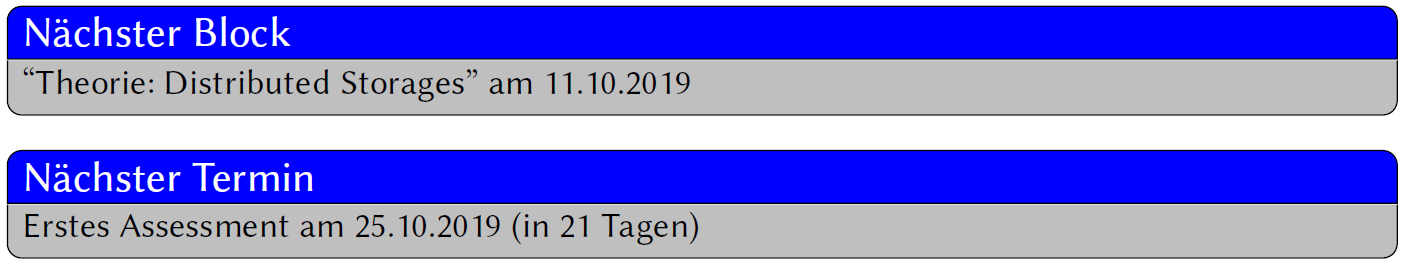 Nächster Block
“Theorie: Distributed Storages” am 11.10.2019
Nächster Termin
Erstes Assessment am 25.10.2019 (in 21 Tagen)